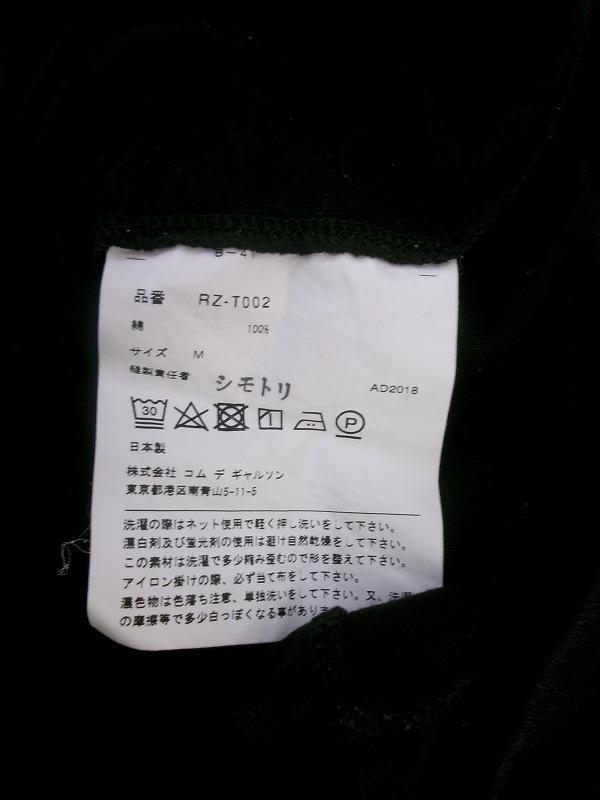 B-41
品番 RZ-T002
綿 100%
サイズ M
縫製責任者 シモトリ AD2018
30 P
日本製
株式会社 コム デ ギャルソン
東京都港区南青山5-11-5
洗濯の際はネット使用で軽く押し洗いをして下さい。
漂白剤及び蛍光剤の使用は避け自然乾燥をして下さい。
この素材は洗濯で多少縮み歪むので形を整えて下さい。
アイロン掛けの際、必ず当て布をして下さい。
濃色物は色落ち注意、単独洗いをして下さい。又、洗濯
の摩擦等で多少白っぽくなる事があります